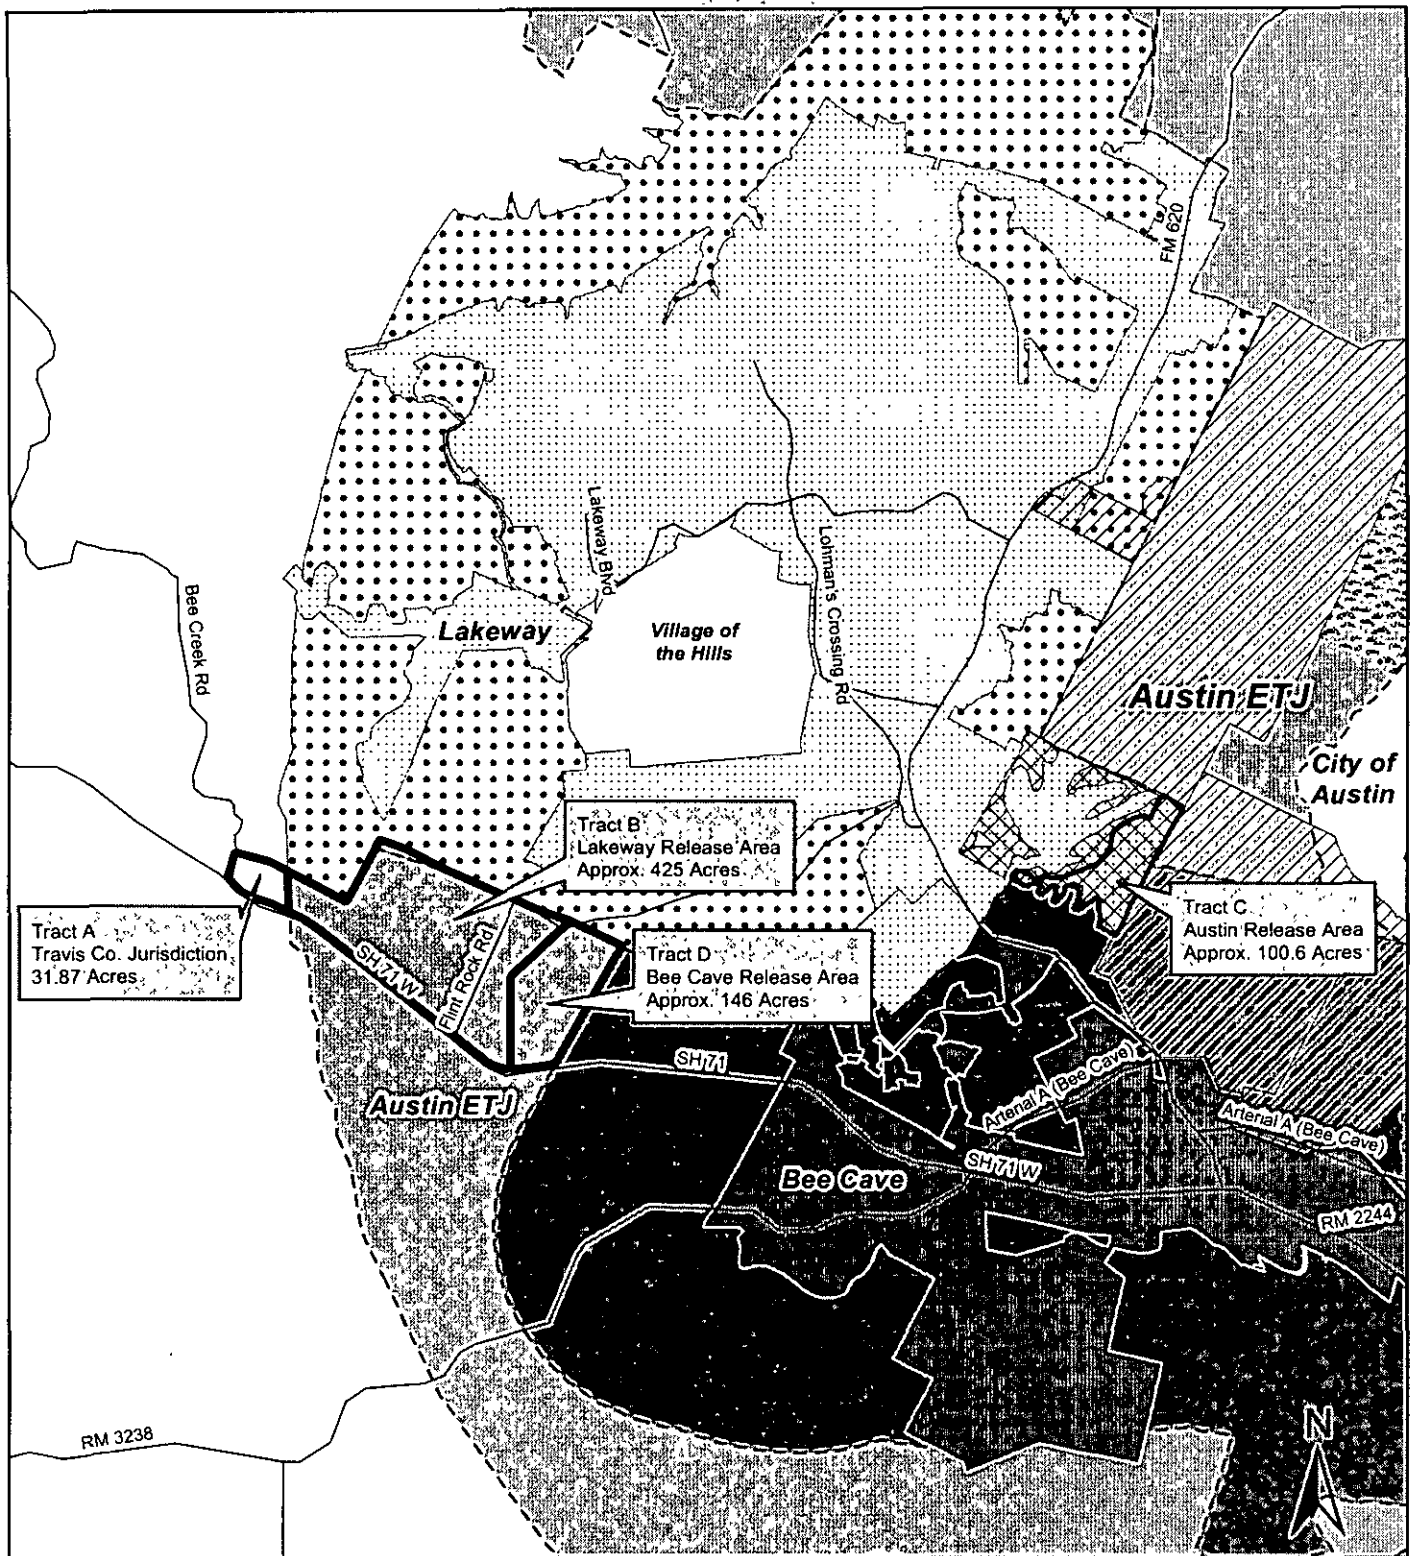 FM 620
Lakeway Blvd
Bee Creek Rd
Lohman's Crossing Rd
Lakeway
Village of
the Hills
Austin ETJ
City of
Austin
Tract B
Lakeway Release Area
Approx. 425 Acres
Tract C
Austin Release Area
Approx. 100.6 Acres
Tract A
Travis Co. Jurisdiction
31.87 Acres
SH 71 W
Flint Rock Rd
Tract D
Bee Cave Release Area
Approx. 146 Acres
SH 71
Austin ETJ
Arterial A (Bee Cave)
Arterial A (Bee Cave)
SH 71 W
Bee Cave
RM 2244
RM 3238
N